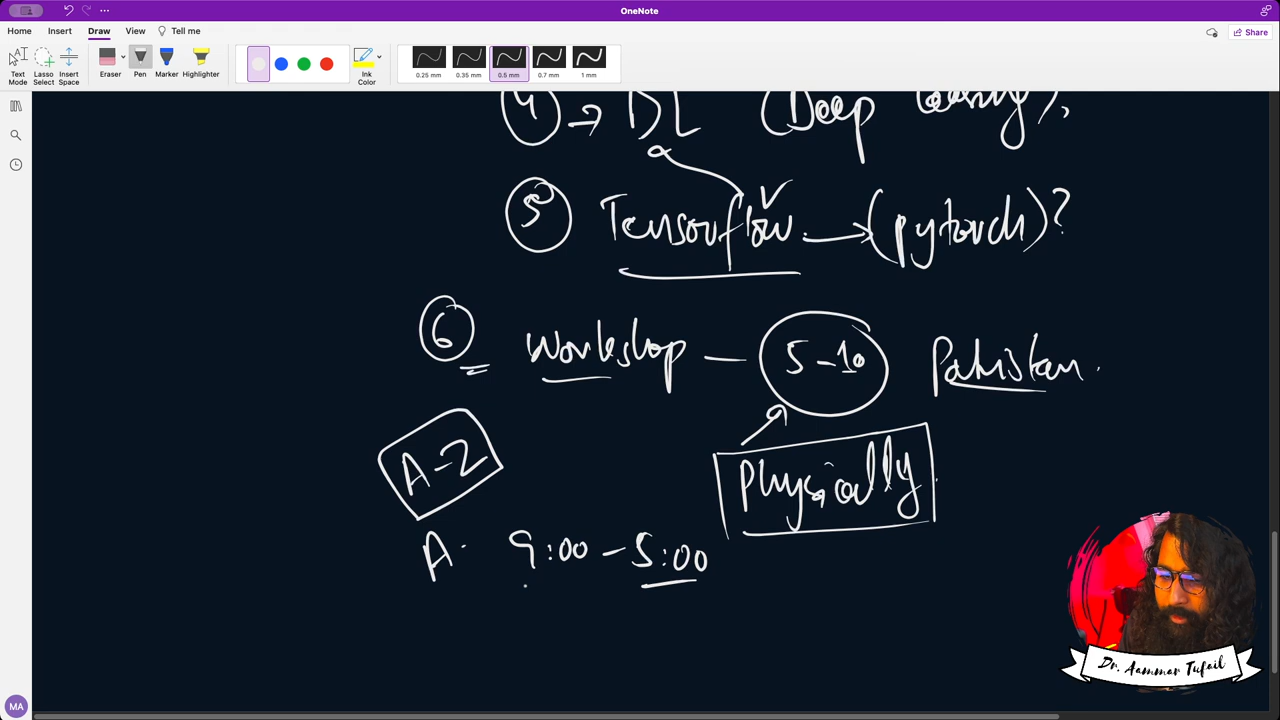 OneNote
Home Insert Draw View Tell me
Share
Text Mode
Lasso Select
Insert Space
Eraser
Pen
Marker
Highlighter
Ink Color
0.25 mm
0.35 mm
0.5 mm
0.7 mm
1 mm
4 → DL (Deep Learning).
5 Tensorflow → (pytorch)?
6 Workshop — 5-10 Pakistan.
A-2
Physically
A. 9:00 - 5:00
Dr. Aammar Tufail
MA